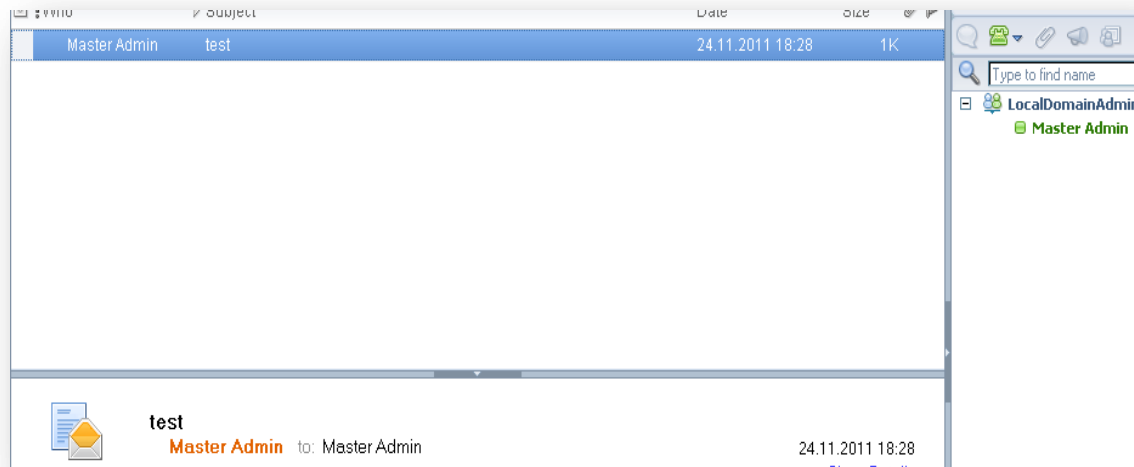 Who Subject Date Size
Master Admin test 24.11.2011 18:28 1K
Type to find name
LocalDomainAdmin
Master Admin
test
Master Admin to: Master Admin
24.11.2011 18:28